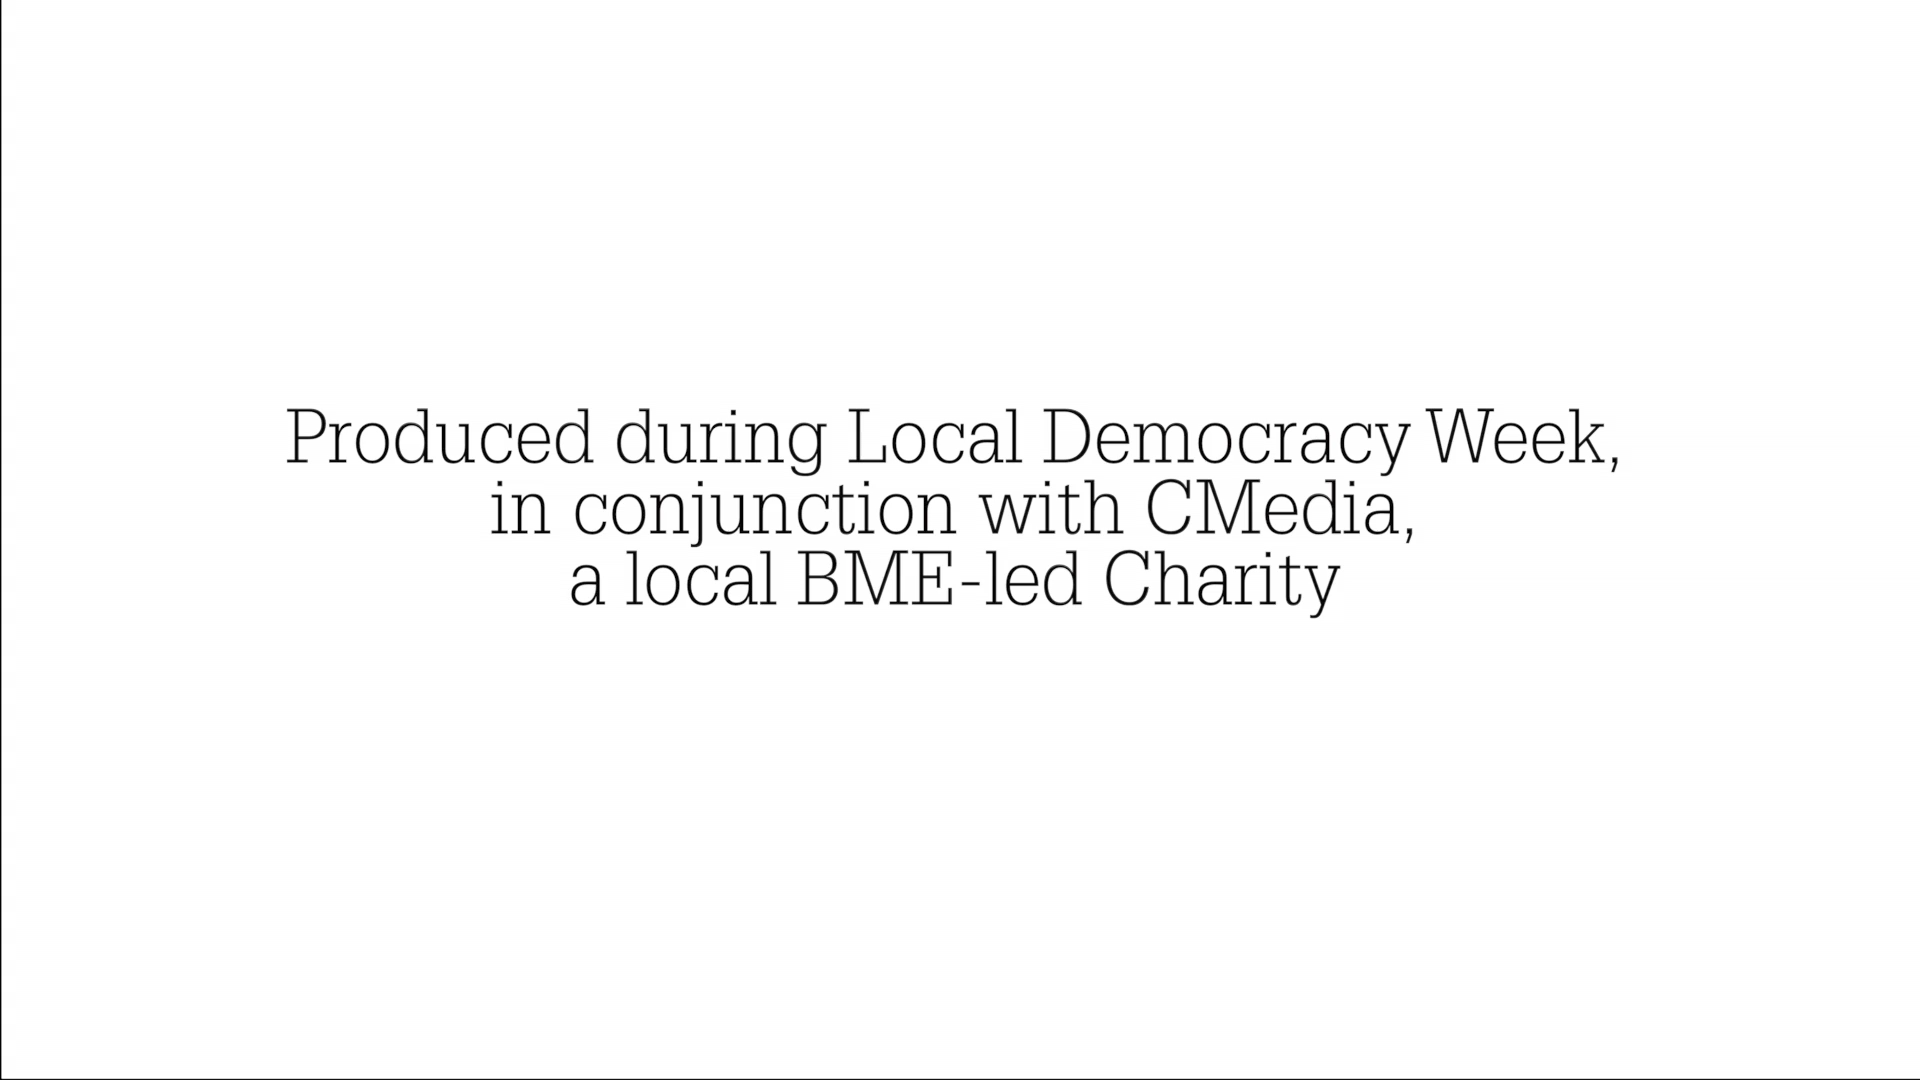 Produced during Local Democracy Week,
in conjunction with CMedia,
a local BME-led Charity